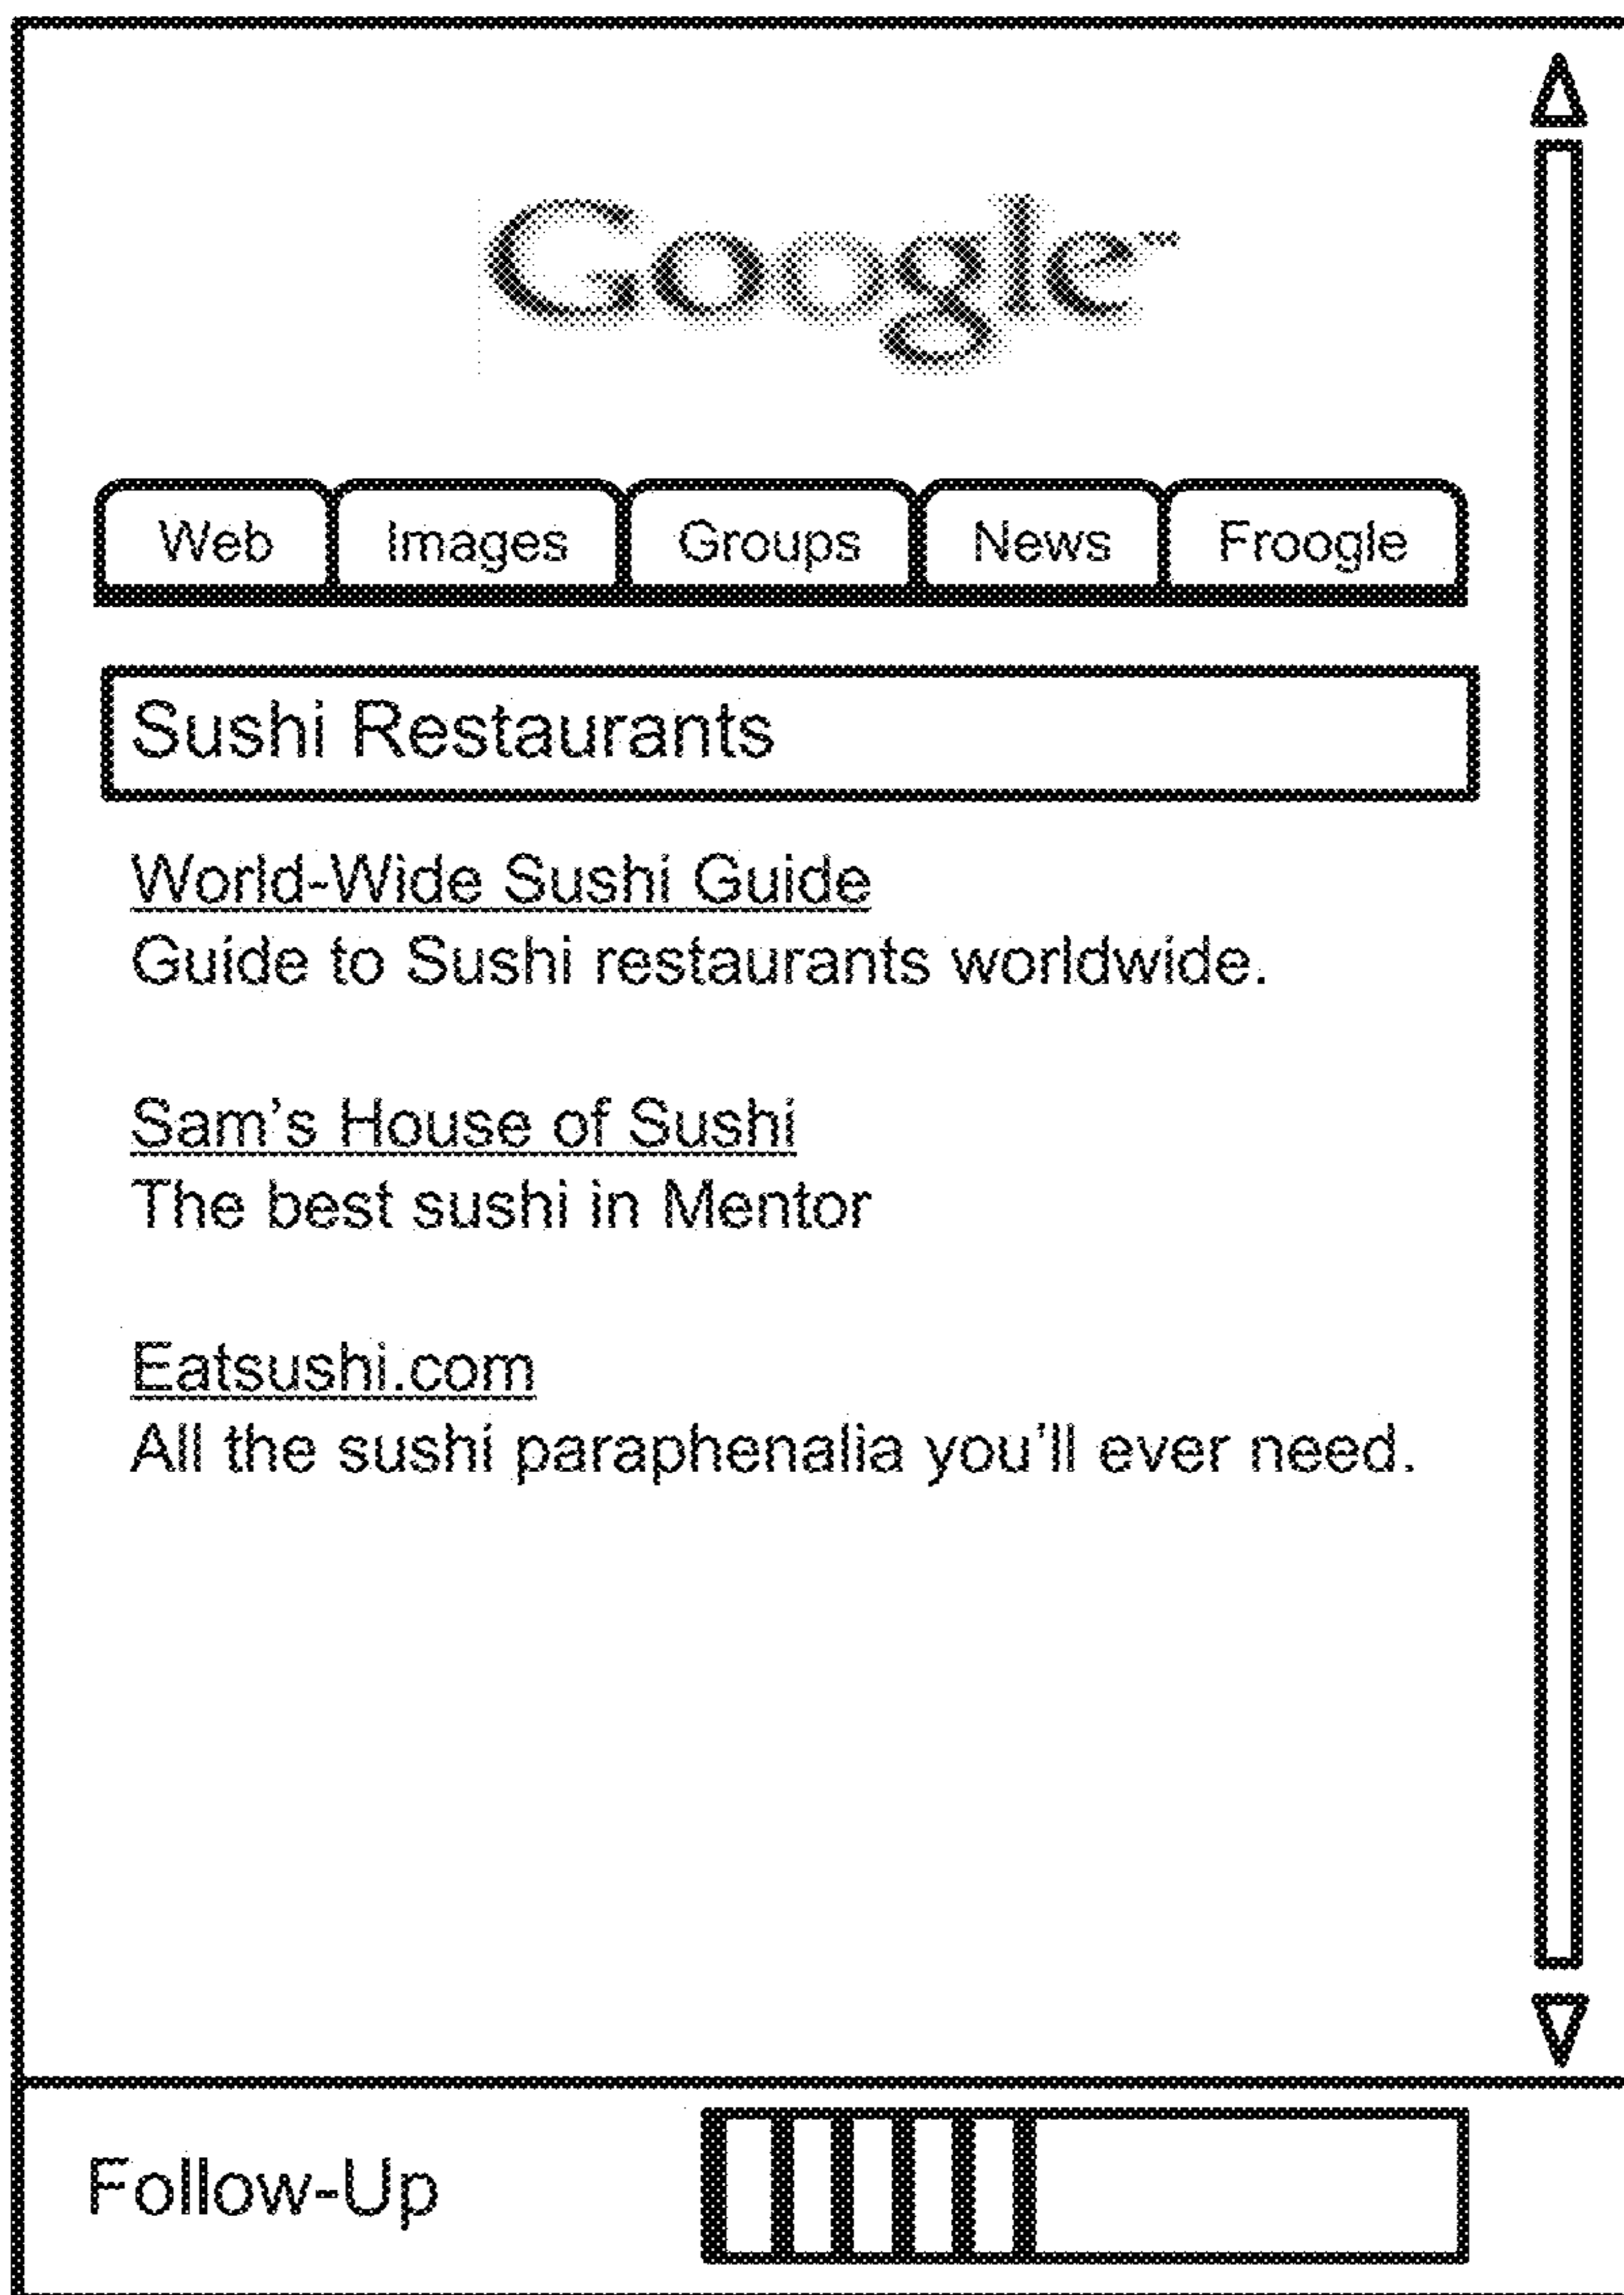 Google™
Web Images Groups News Froogle
Sushi Restaurants
World-Wide Sushi Guide
Guide to Sushi restaurants worldwide.
Sam's House of Sushi
The best sushi in Mentor
Eatsushi.com
All the sushi paraphenalia you'll ever need.
Follow-Up